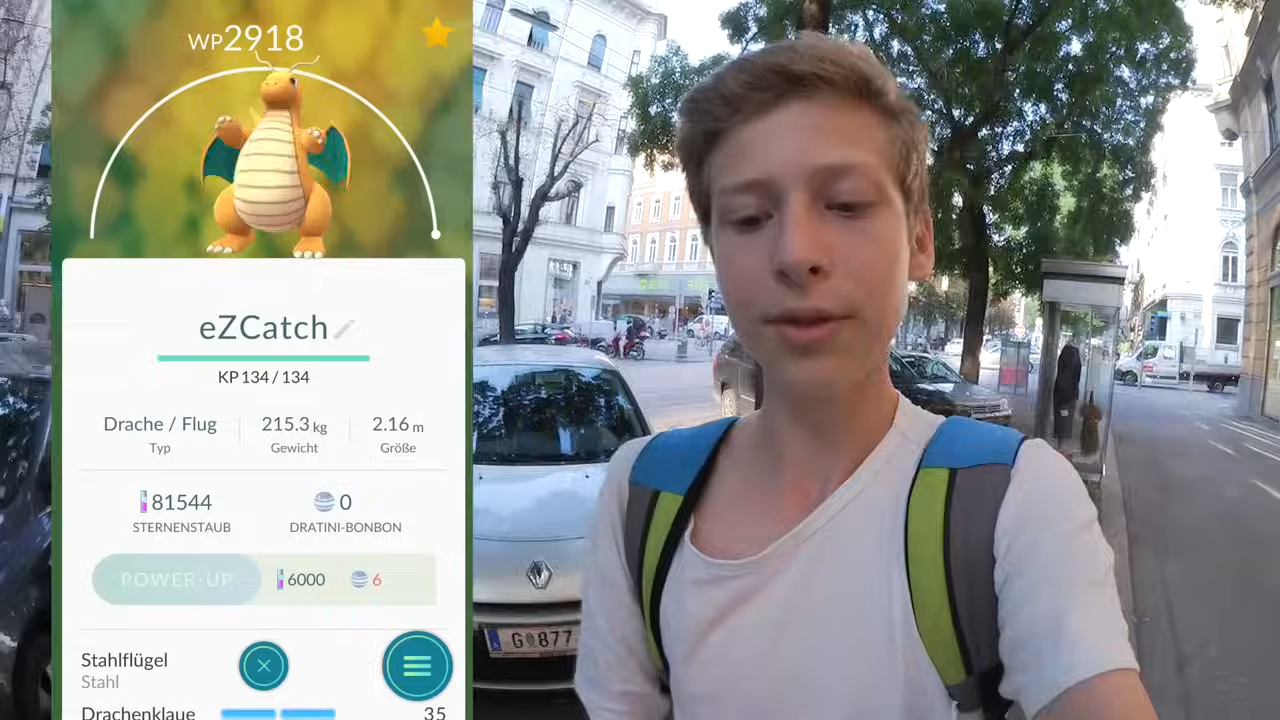 WP2918
eZCatch
KP 134 / 134
Drache / Flug
Typ
215.3 kg
Gewicht
2.16 m
Größe
81544
STERNENSTAUB
0
DRATINI-BONBON
POWER-UP
6000
6
Stahlflügel
Stahl
Drachenklaue
35
G 877